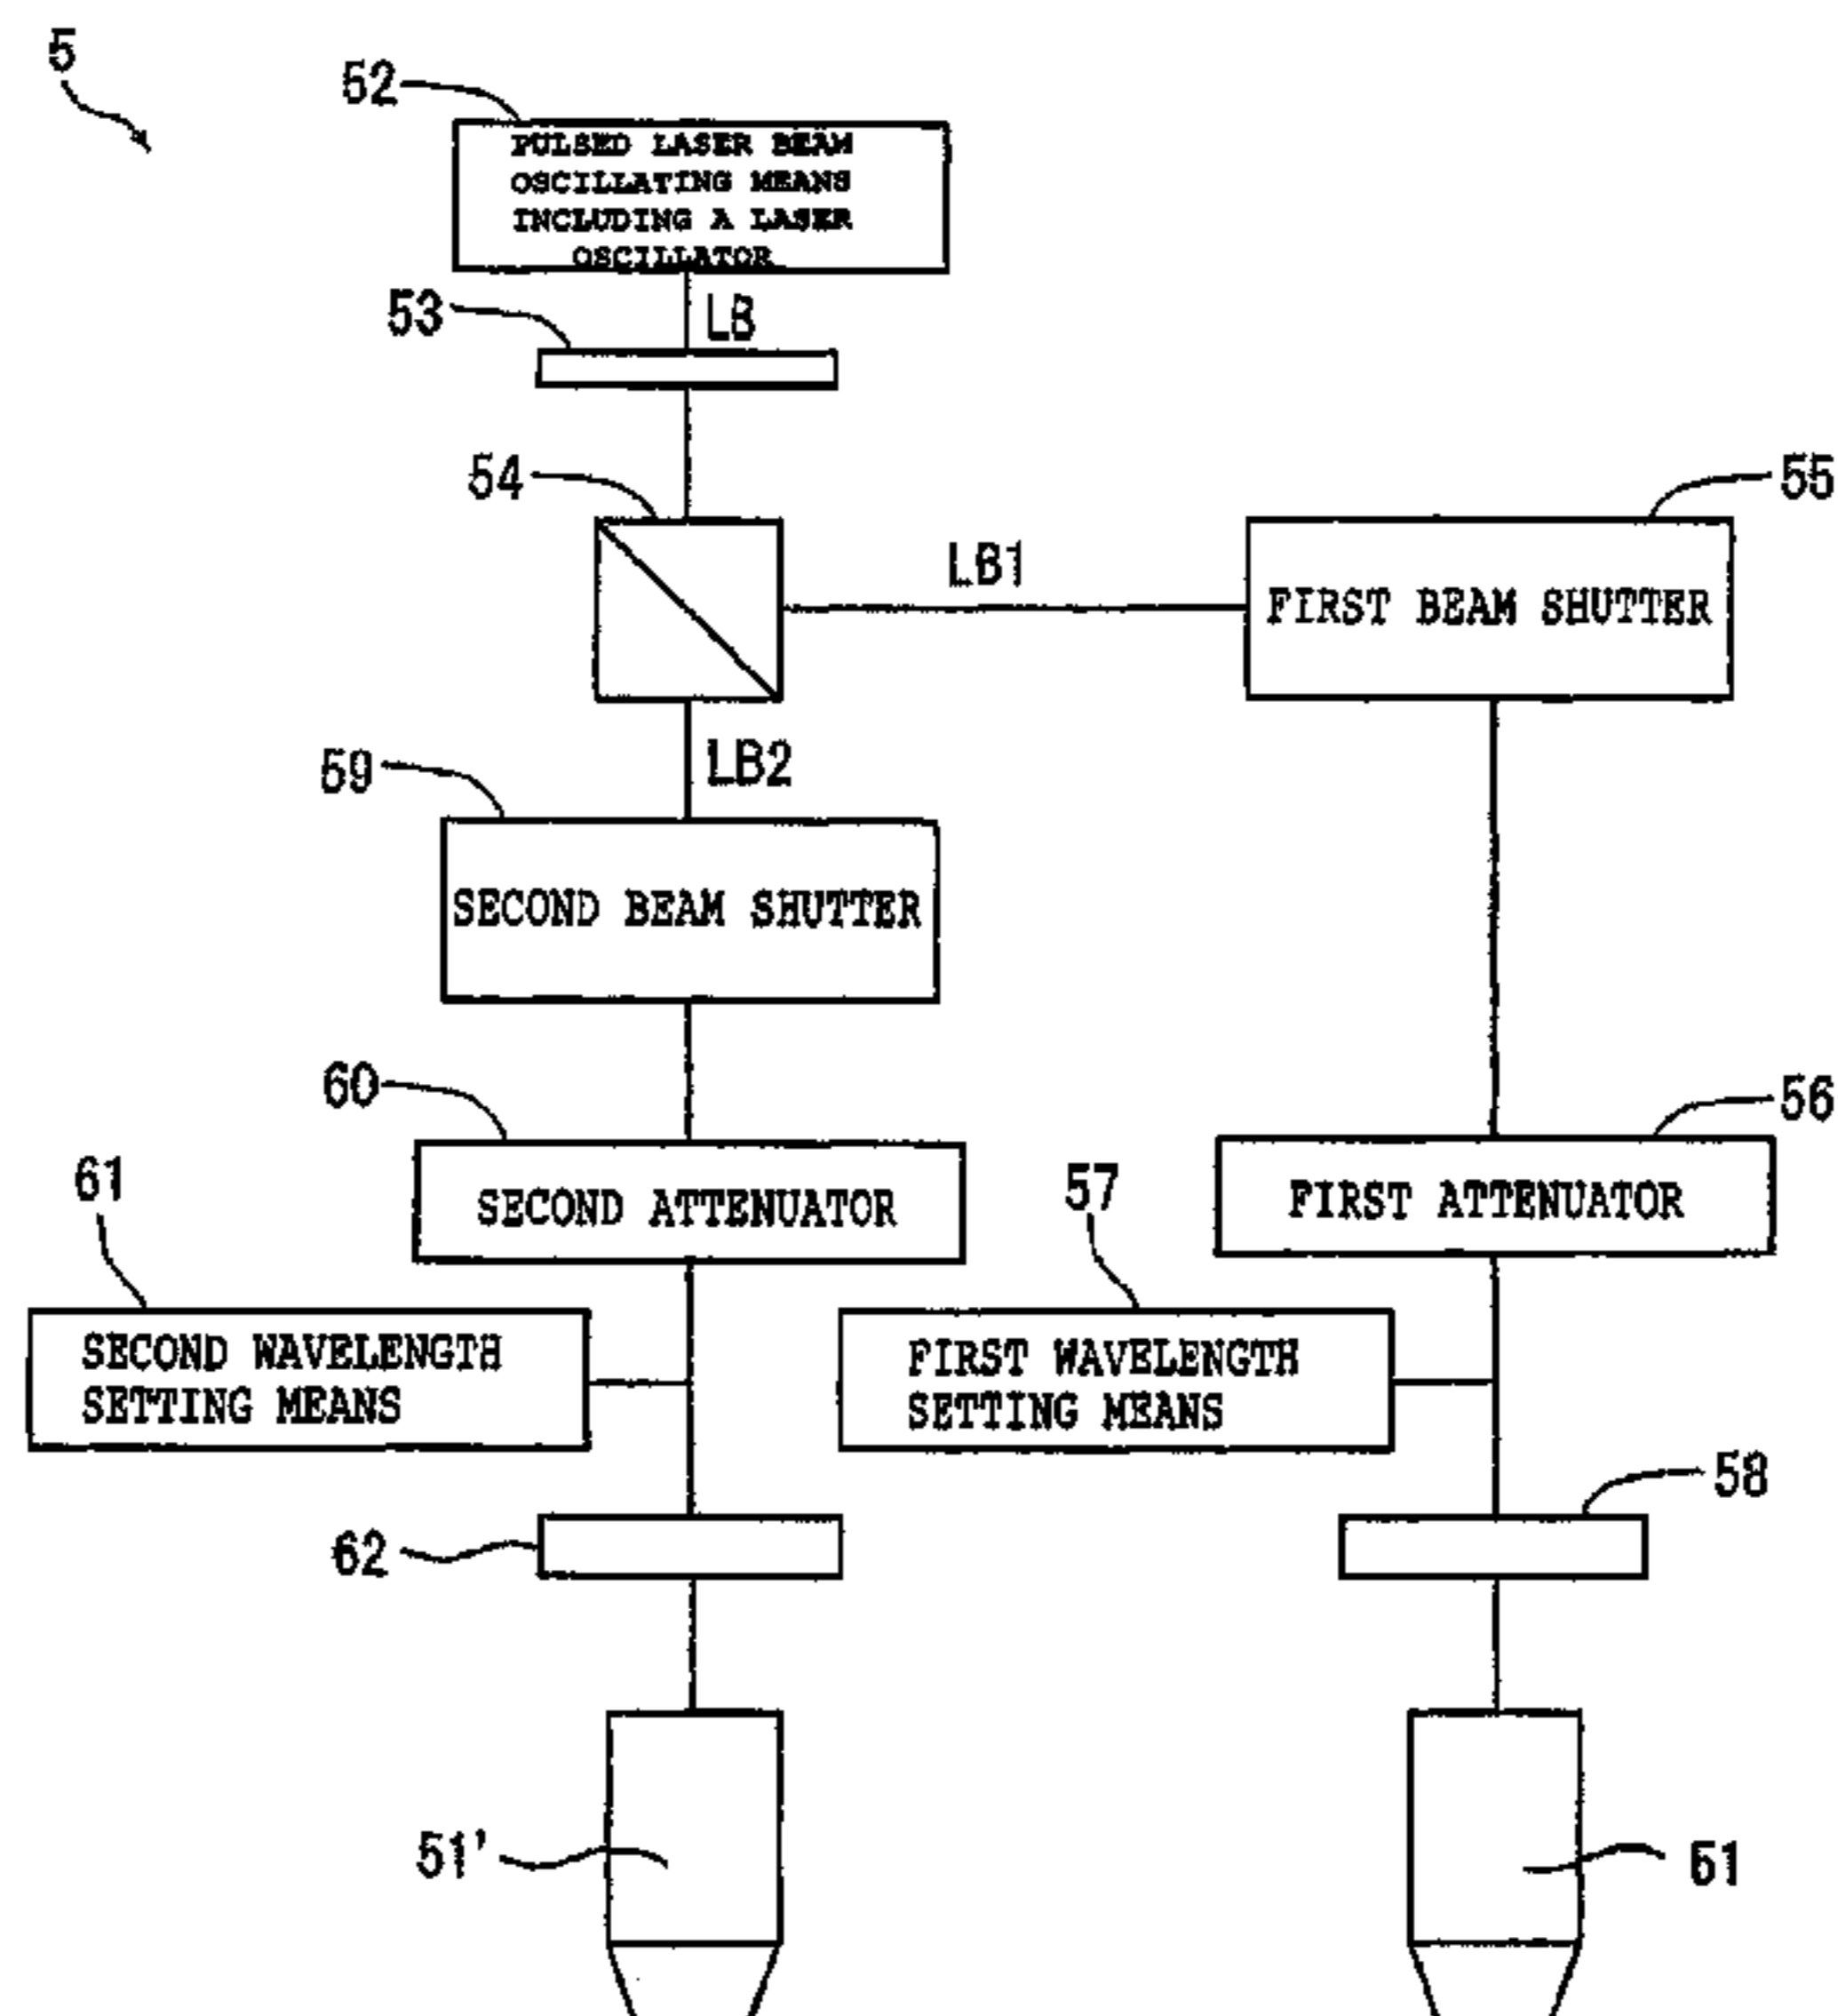 5
52
PULSED LASER BEAM
OSCILLATING MEANS
INCLUDING A LASER
OSCILLATOR
53
LB
54
LB1
55
FIRST BEAM SHUTTER
59
LB2
SECOND BEAM SHUTTER
60
SECOND ATTENUATOR
56
FIRST ATTENUATOR
61
SECOND WAVELENGTH
SETTING MEANS
57
FIRST WAVELENGTH
SETTING MEANS
62
58
51'
51